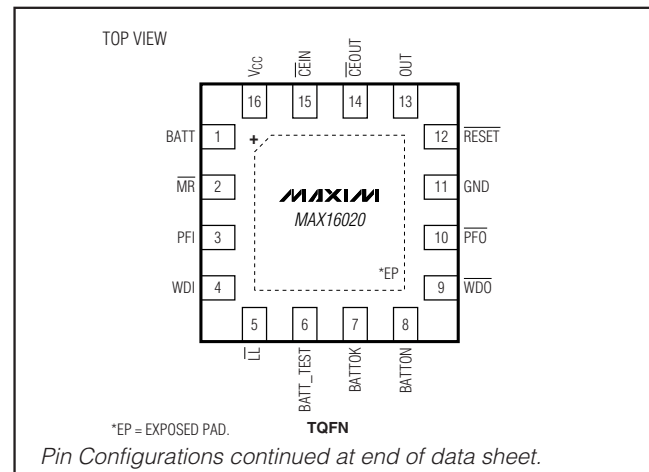 TOP VIEW
VCC
CEIN
CEOUT
OUT
16
15
14
13
BATT 1
+
12 RESET
MR 2
MAXIM
MAX16020
11 GND
PFI 3
10 PFO
*EP
WDI 4
9 WDO
5
6
7
8
LL
BATT_TEST
BATTOK
BATTON
*EP = EXPOSED PAD.
TQFN
Pin Configurations continued at end of data sheet.